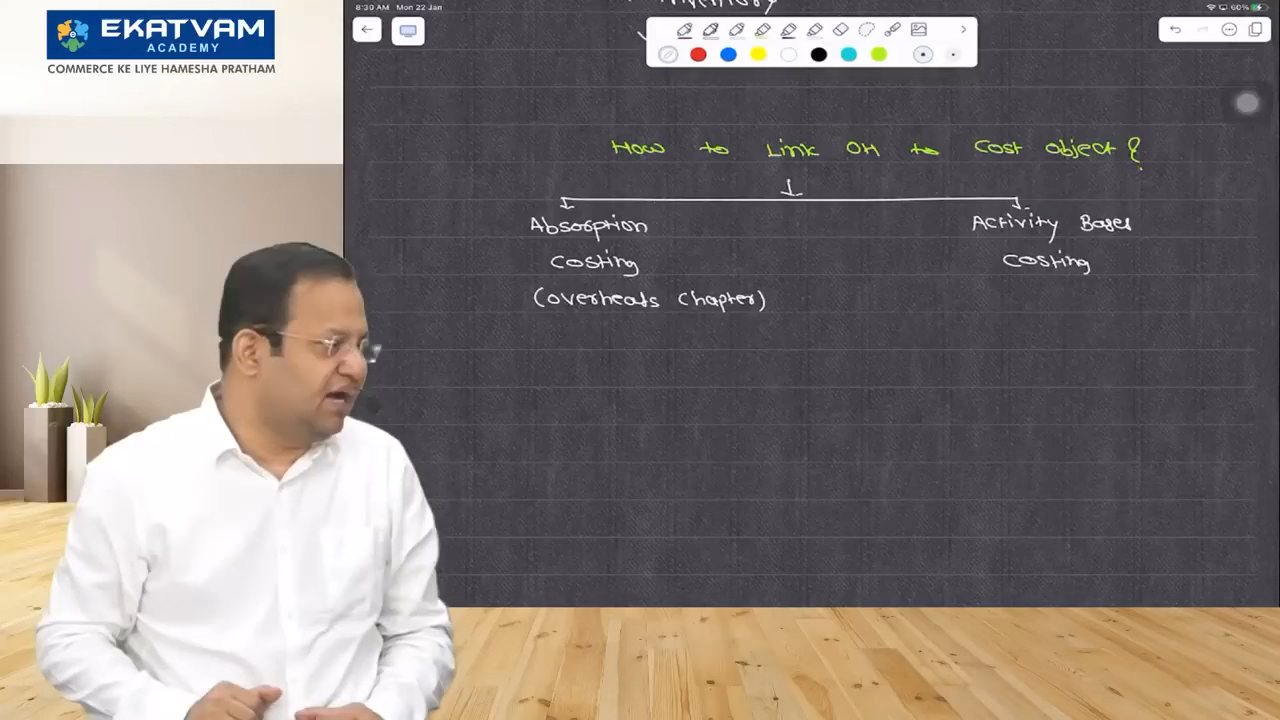 EKATVAM
ACADEMY
COMMERCE KE LIYE HAMESHA PRATHAM
8:30 AM Mon 22 Jan
60%
How to Link OH to Cost object ?
Absorption
Costing
(overheads Chapter)
Activity Based
Costing